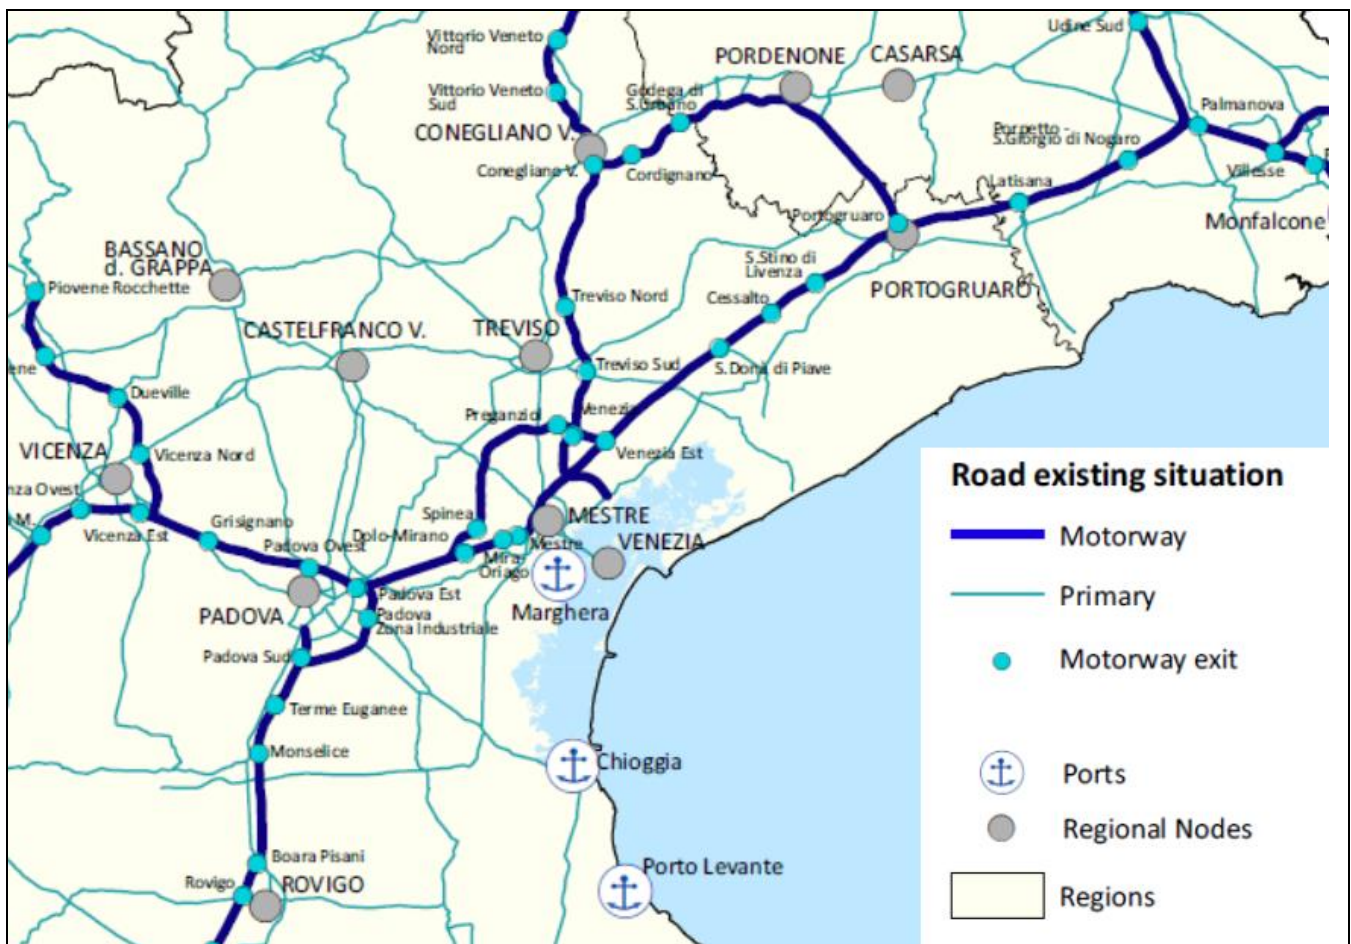 Udine Sud
Vittorio Veneto
Nord
PORDENONE
CASARSA
Vittorio Veneto
Sud
Godega di
S.Urbano
Palmanova
CONEGLIANO V.
Porpetto -
S.Giorgio di Nogaro
Conegliano V.
Cordignano
Villesse
Latisana
Portogruaro
Monfalcone
BASSANO
d. GRAPPA
S.Stino di
Livenza
Piovene Rocchette
Treviso Nord
Cessalto
PORTOGRUARO
CASTELFRANCO V.
TREVISO
ene
Treviso Sud
S.Donà di Piave
Dueville
Preganziol
Venezia
VICENZA
Vicenza Nord
Venezia Est
nza Ovest
Spinea
MESTRE
M.
Vicenza Est
Grisignano
Padova Ovest
Dolo-Mirano
Mestre
VENEZIA
Mira-
Oriago
Padova Est
PADOVA
Padova
Zona Industriale
Marghera
Padova Sud
Terme Euganee
Monselice
Chioggia
Boara Pisani
Rovigo
ROVIGO
Porto Levante
Road existing situation
Motorway
Primary
Motorway exit
Ports
Regional Nodes
Regions